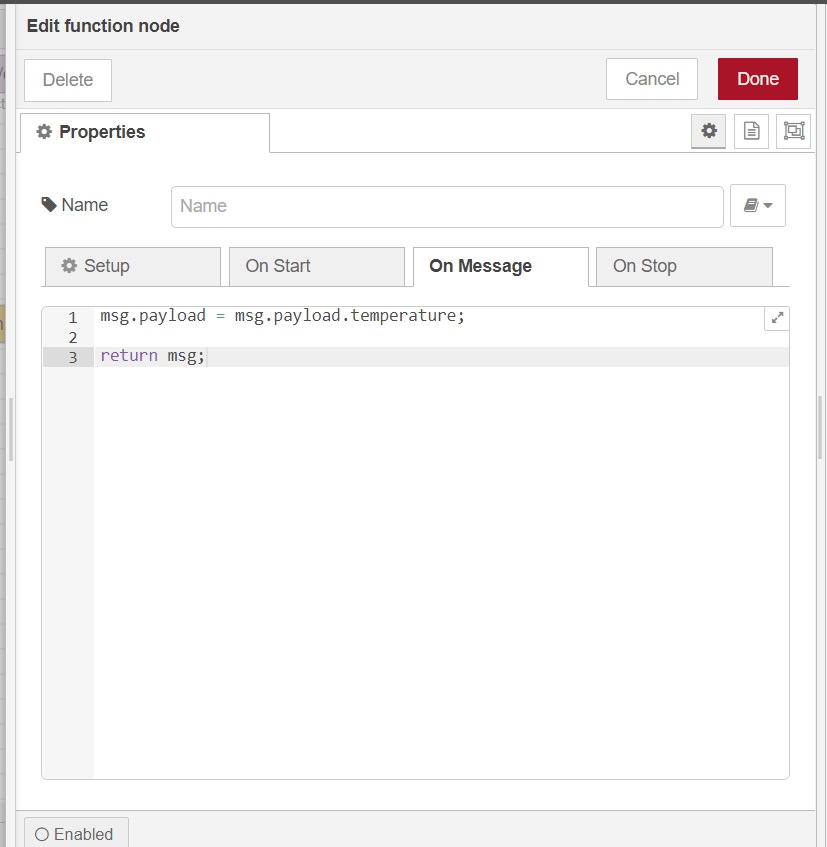 Edit function node
Delete
Cancel
Done
Properties
Name
Name
Setup
On Start
On Message
On Stop
1 msg.payload = msg.payload.temperature;
2
3 return msg;
Enabled